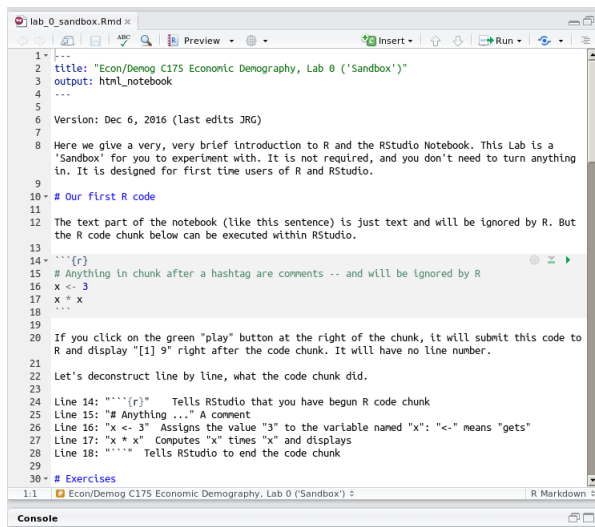 lab_0_sandbox.Rmd ×
ABC Preview Insert Run
1 ---
2 title: "Econ/Demog C175 Economic Demography, Lab 0 ('Sandbox')"
3 output: html_notebook
4 ---
5
6 Version: Dec 6, 2016 (last edits JRG)
7
8 Here we give a very, very brief introduction to R and the RStudio Notebook. This Lab is a
'Sandbox' for you to experiment with. It is not required, and you don't need to turn anything
in. It is designed for first time users of R and RStudio.
9
10 # Our first R code
11
12 The text part of the notebook (like this sentence) is just text and will be ignored by R. But
the R code chunk below can be executed within RStudio.
13
14 ```{r}
15 # Anything in chunk after a hashtag are comments -- and will be ignored by R
16 x <- 3
17 x * x
18 ```
19
20 If you click on the green "play" button at the right of the chunk, it will submit this code to
R and display "[1] 9" right after the code chunk. It will have no line number.
21
22 Let's deconstruct line by line, what the code chunk did.
23
24 Line 14: "```{r}"    Tells RStudio that you have begun R code chunk
25 Line 15: "# Anything ..." A comment
26 Line 16: "x <- 3"  Assigns the value "3" to the variable named "x": "<-" means "gets"
27 Line 17: "x * x"  Computes "x" times "x" and displays
28 Line 18: "```"  Tells RStudio to end the code chunk
29
30 # Exercises
1:1 Econ/Demog C175 Economic Demography, Lab 0 ('Sandbox') R Markdown
Console